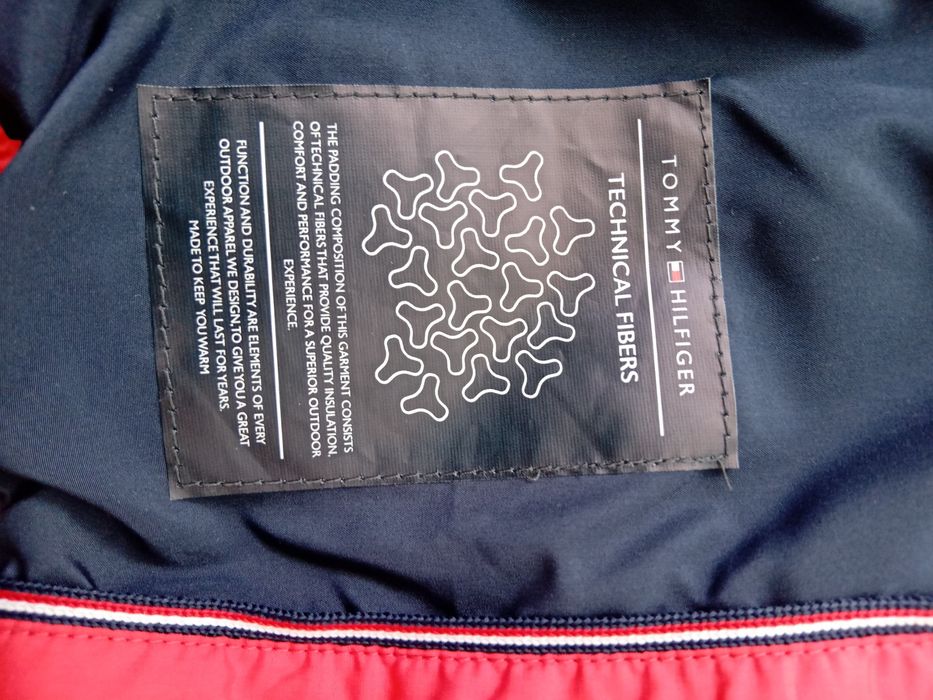 TOMMY HILFIGER
TECHNICAL FIBERS
THE PADDING COMPOSITION OF THIS GARMENT CONSISTS
OF TECHNICAL FIBERS THAT PROVIDE QUALITY INSULATION,
COMFORT AND PERFORMANCE FOR A SUPERIOR OUTDOOR
EXPERIENCE.
FUNCTION AND DURABILITY ARE ELEMENTS OF EVERY
OUTDOOR APPAREL WE DESIGN, TO GIVE YOU A GREAT
EXPERIENCE THAT WILL LAST FOR YEARS.
MADE TO KEEP YOU WARM